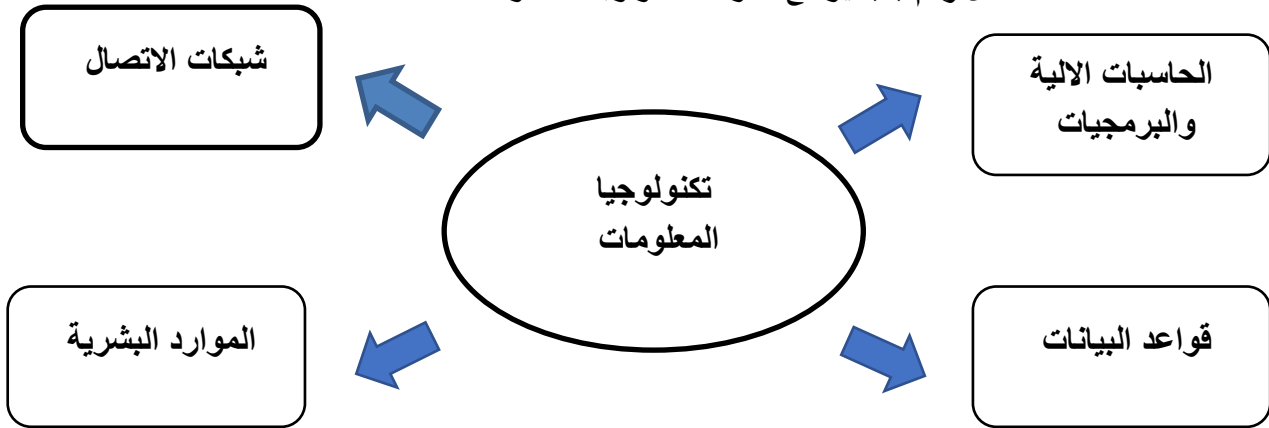 شبكات الاتصال
الحاسبات الالية
والبرمجيات
تكنولوجيا
المعلومات
الموارد البشرية
قواعد البيانات